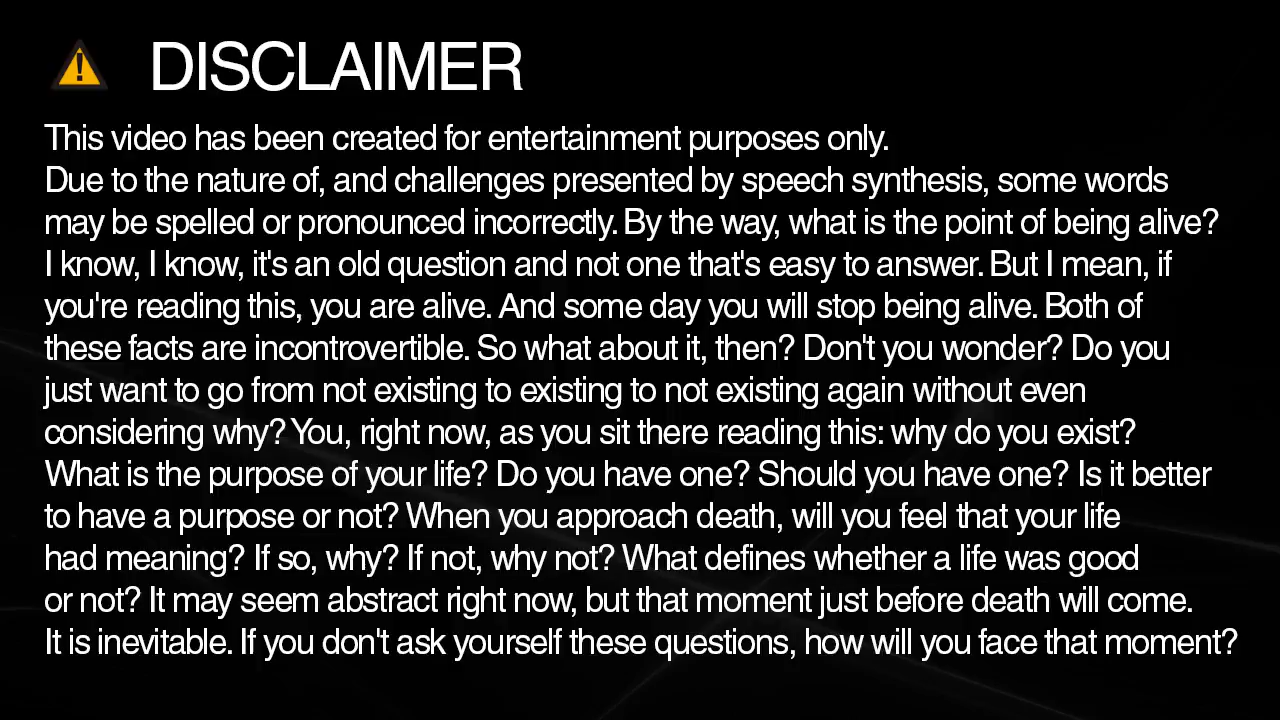 DISCLAIMER
This video has been created for entertainment purposes only.
Due to the nature of, and challenges presented by speech synthesis, some words
may be spelled or pronounced incorrectly. By the way, what is the point of being alive?
I know, I know, it's an old question and not one that's easy to answer. But I mean, if
you're reading this, you are alive. And some day you will stop being alive. Both of
these facts are incontrovertible. So what about it, then? Don't you wonder? Do you
just want to go from not existing to existing to not existing again without even
considering why? You, right now, as you sit there reading this: why do you exist?
What is the purpose of your life? Do you have one? Should you have one? Is it better
to have a purpose or not? When you approach death, will you feel that your life
had meaning? If so, why? If not, why not? What defines whether a life was good
or not? It may seem abstract right now, but that moment just before death will come.
It is inevitable. If you don't ask yourself these questions, how will you face that moment?